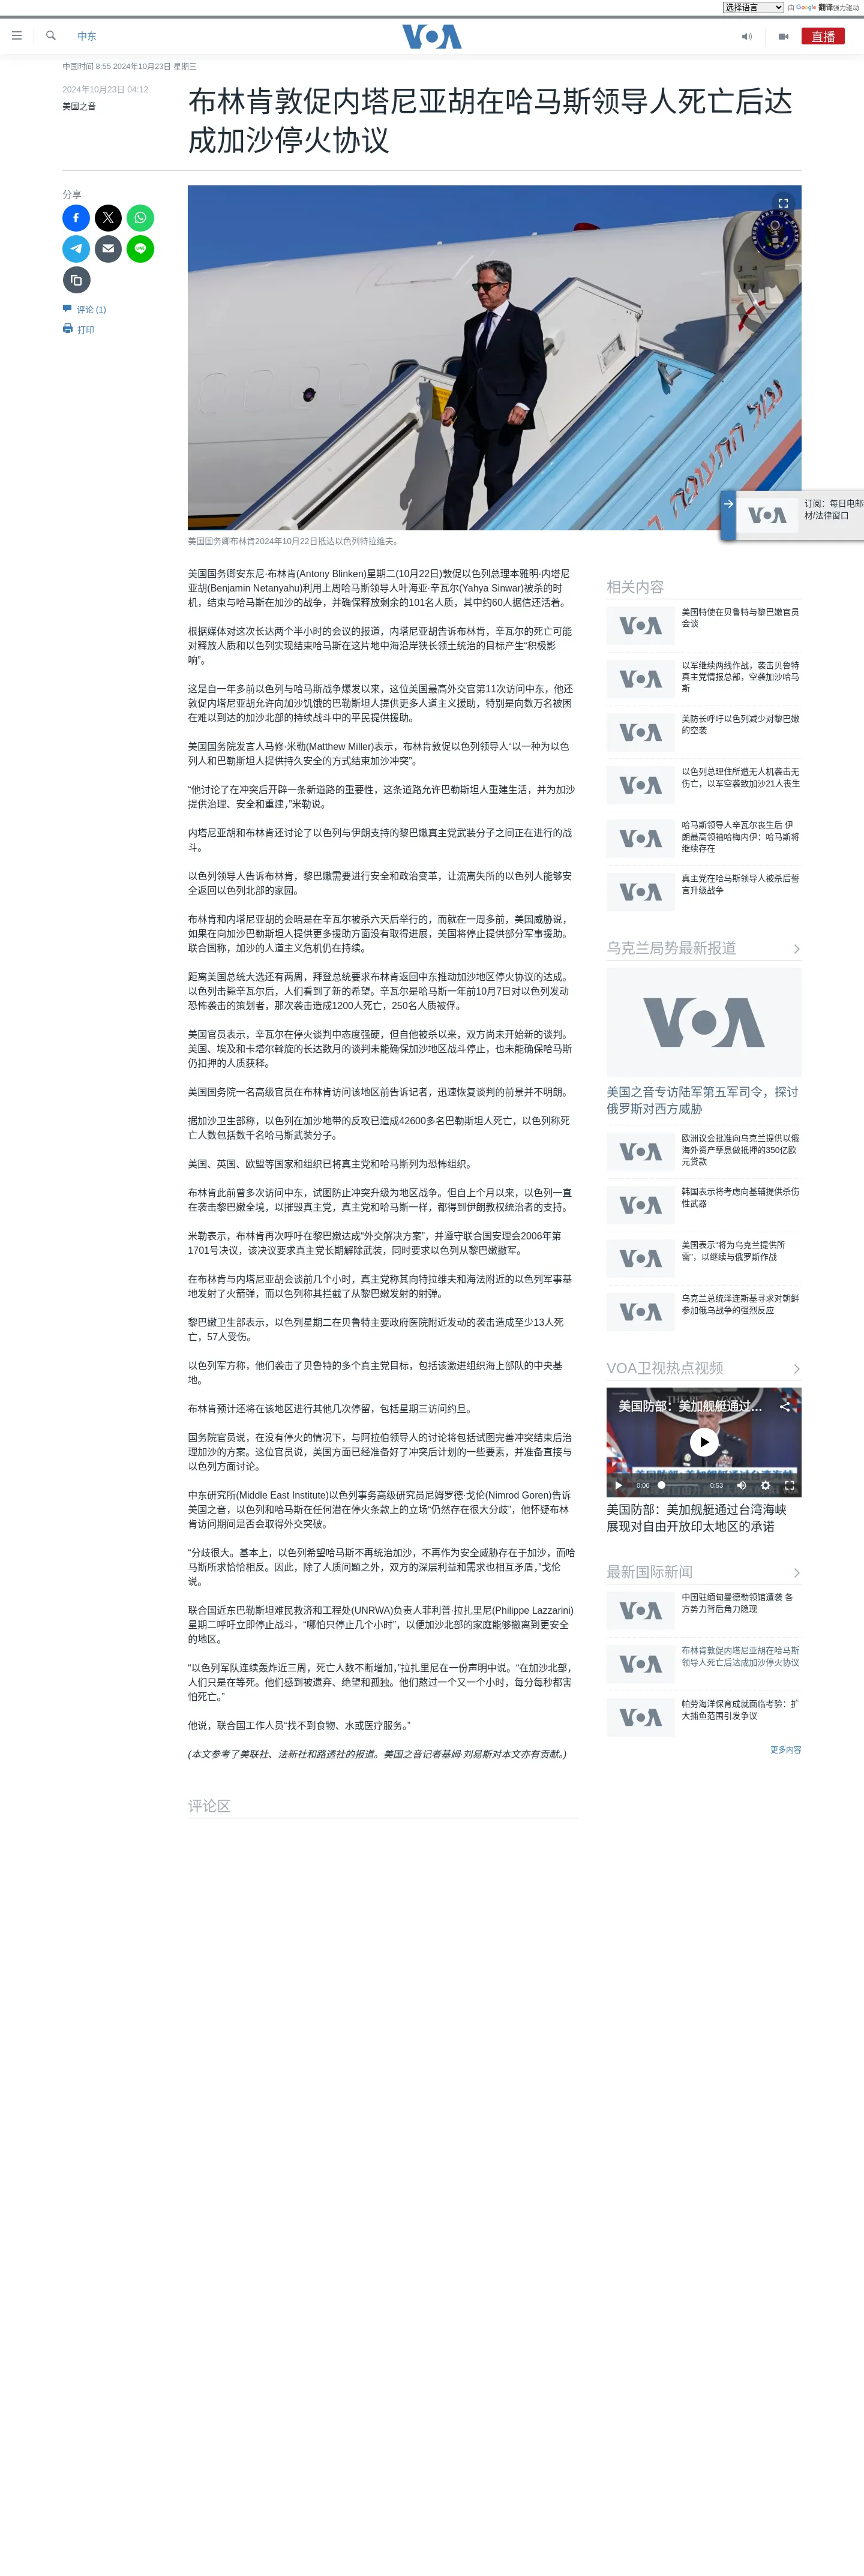 选择语言
由 Google 翻译强力驱动
中东
VOA
直播
中国时间 8:55 2024年10月23日 星期三
2024年10月23日 04:12
美国之音
布林肯敦促内塔尼亚胡在哈马斯领导人死亡后达
成加沙停火协议
分享
评论 (1)
打印
美国国务卿布林肯2024年10月22日抵达以色列特拉维夫。
VOA
订阅：每日电邮
材/法律窗口
美国国务卿安东尼·布林肯(Antony Blinken)星期二(10月22日)敦促以色列总理本雅明·内塔尼
亚胡(Benjamin Netanyahu)利用上周哈马斯领导人叶海亚·辛瓦尔(Yahya Sinwar)被杀的时
机，结束与哈马斯在加沙的战争，并确保释放剩余的101名人质，其中约60人据信还活着。
根据媒体对这次长达两个半小时的会议的报道，内塔尼亚胡告诉布林肯，辛瓦尔的死亡可能
对释放人质和以色列实现结束哈马斯在这片地中海沿岸狭长领土统治的目标产生“积极影
响”。
这是自一年多前以色列与哈马斯战争爆发以来，这位美国最高外交官第11次访问中东，他还
敦促内塔尼亚胡允许向加沙饥饿的巴勒斯坦人提供更多人道主义援助，特别是向数万名被困
在难以到达的加沙北部的持续战斗中的平民提供援助。
美国国务院发言人马修·米勒(Matthew Miller)表示，布林肯敦促以色列领导人“以一种为以色
列人和巴勒斯坦人提供持久安全的方式结束加沙冲突”。
“他讨论了在冲突后开辟一条新道路的重要性，这条道路允许巴勒斯坦人重建生活，并为加沙
提供治理、安全和重建，”米勒说。
内塔尼亚胡和布林肯还讨论了以色列与伊朗支持的黎巴嫩真主党武装分子之间正在进行的战
斗。
以色列领导人告诉布林肯，黎巴嫩需要进行安全和政治变革，让流离失所的以色列人能够安
全返回以色列北部的家园。
布林肯和内塔尼亚胡的会晤是在辛瓦尔被杀六天后举行的，而就在一周多前，美国威胁说，
如果在向加沙巴勒斯坦人提供更多援助方面没有取得进展，美国将停止提供部分军事援助。
联合国称，加沙的人道主义危机仍在持续。
距离美国总统大选还有两周，拜登总统要求布林肯返回中东推动加沙地区停火协议的达成。
以色列击毙辛瓦尔后，人们看到了新的希望。辛瓦尔是哈马斯一年前10月7日对以色列发动
恐怖袭击的策划者，那次袭击造成1200人死亡，250名人质被俘。
美国官员表示，辛瓦尔在停火谈判中态度强硬，但自他被杀以来，双方尚未开始新的谈判。
美国、埃及和卡塔尔斡旋的长达数月的谈判未能确保加沙地区战斗停止，也未能确保哈马斯
仍扣押的人质获释。
美国国务院一名高级官员在布林肯访问该地区前告诉记者，迅速恢复谈判的前景并不明朗。
据加沙卫生部称，以色列在加沙地带的反攻已造成42600多名巴勒斯坦人死亡，以色列称死
亡人数包括数千名哈马斯武装分子。
美国、英国、欧盟等国家和组织已将真主党和哈马斯列为恐怖组织。
布林肯此前曾多次访问中东，试图防止冲突升级为地区战争。但自上个月以来，以色列一直
在袭击黎巴嫩全境，以摧毁真主党，真主党和哈马斯一样，都得到伊朗教权统治者的支持。
米勒表示，布林肯再次呼吁在黎巴嫩达成“外交解决方案”，并遵守联合国安理会2006年第
1701号决议，该决议要求真主党长期解除武装，同时要求以色列从黎巴嫩撤军。
在布林肯与内塔尼亚胡会谈前几个小时，真主党称其向特拉维夫和海法附近的以色列军事基
地发射了火箭弹，而以色列称其拦截了从黎巴嫩发射的射弹。
黎巴嫩卫生部表示，以色列星期二在贝鲁特主要政府医院附近发动的袭击造成至少13人死
亡，57人受伤。
以色列军方称，他们袭击了贝鲁特的多个真主党目标，包括该激进组织海上部队的中央基
地。
布林肯预计还将在该地区进行其他几次停留，包括星期三访问约旦。
国务院官员说，在没有停火的情况下，与阿拉伯领导人的讨论将包括试图完善冲突结束后治
理加沙的方案。这位官员说，美国方面已经准备好了冲突后计划的一些要素，并准备直接与
以色列方面讨论。
中东研究所(Middle East Institute)以色列事务高级研究员尼姆罗德·戈伦(Nimrod Goren)告诉
美国之音，以色列和哈马斯在任何潜在停火条款上的立场“仍然存在很大分歧”，他怀疑布林
肯访问期间是否会取得外交突破。
“分歧很大。基本上，以色列希望哈马斯不再统治加沙，不再作为安全威胁存在于加沙，而哈
马斯所求恰恰相反。因此，除了人质问题之外，双方的深层利益和需求也相互矛盾，”戈伦
说。
联合国近东巴勒斯坦难民救济和工程处(UNRWA)负责人菲利普·拉扎里尼(Philippe Lazzarini)
星期二呼吁立即停止战斗，“哪怕只停止几个小时”，以便加沙北部的家庭能够撤离到更安全
的地区。
“以色列军队连续轰炸近三周，死亡人数不断增加，”拉扎里尼在一份声明中说。“在加沙北部，
人们只是在等死。他们感到被遗弃、绝望和孤独。他们熬过一个又一个小时，每分每秒都害
怕死亡。”
他说，联合国工作人员“找不到食物、水或医疗服务。”
(本文参考了美联社、法新社和路透社的报道。美国之音记者基姆·刘易斯对本文亦有贡献。)
评论区
相关内容
VOA
美国特使在贝鲁特与黎巴嫩官员
会谈
VOA
以军继续两线作战，袭击贝鲁特
真主党情报总部，空袭加沙哈马
斯
VOA
美防长呼吁以色列减少对黎巴嫩
的空袭
VOA
以色列总理住所遭无人机袭击无
伤亡，以军空袭致加沙21人丧生
VOA
哈马斯领导人辛瓦尔丧生后 伊
朗最高领袖哈梅内伊：哈马斯将
继续存在
VOA
真主党在哈马斯领导人被杀后誓
言升级战争
乌克兰局势最新报道
VOA
美国之音专访陆军第五军司令，探讨
俄罗斯对西方威胁
VOA
欧洲议会批准向乌克兰提供以俄
海外资产孳息做抵押的350亿欧
元贷款
VOA
韩国表示将考虑向基辅提供杀伤
性武器
VOA
美国表示“将为乌克兰提供所
需”，以继续与俄罗斯作战
VOA
乌克兰总统泽连斯基寻求对朝鲜
参加俄乌战争的强烈反应
VOA卫视热点视频
美国防部：美加舰艇通过...
0:00
0:53
美国防部：美加舰艇通过台湾海峡
展现对自由开放印太地区的承诺
最新国际新闻
VOA
中国驻缅甸曼德勒领馆遭袭 各
方势力背后角力隐现
VOA
布林肯敦促内塔尼亚胡在哈马斯
领导人死亡后达成加沙停火协议
VOA
帕劳海洋保育成就面临考验：扩
大捕鱼范围引发争议
更多内容